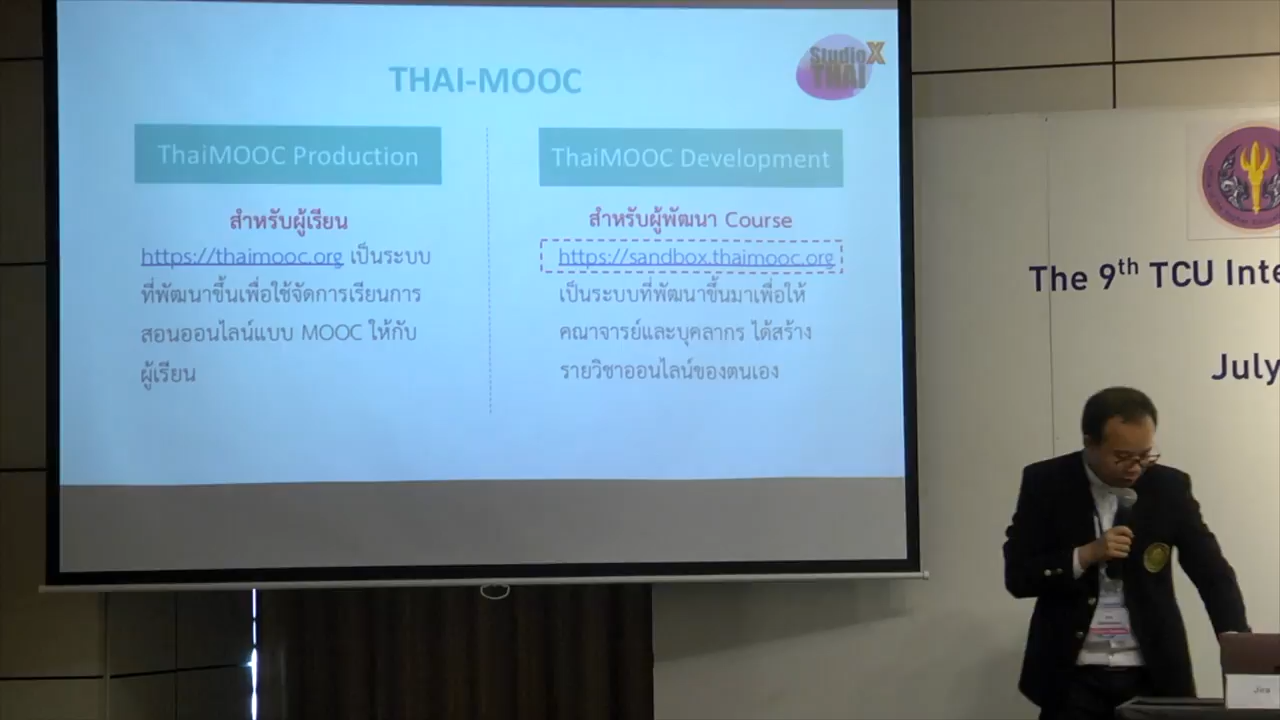 THAI-MOOC
StudioX
THAI
ThaiMOOC Production
สำหรับผู้เรียน
https://thaimooc.org เป็นระบบ
ที่พัฒนาขึ้นเพื่อใช้จัดการเรียนการ
สอนออนไลน์แบบ MOOC ให้กับ
ผู้เรียน
ThaiMOOC Development
สำหรับผู้พัฒนา Course
https://sandbox.thaimooc.org
เป็นระบบที่พัฒนาขึ้นมาเพื่อให้
คณาจารย์และบุคลากร ได้สร้าง
รายวิชาออนไลน์ของตนเอง
The 9th TCU Inte
July
Jira